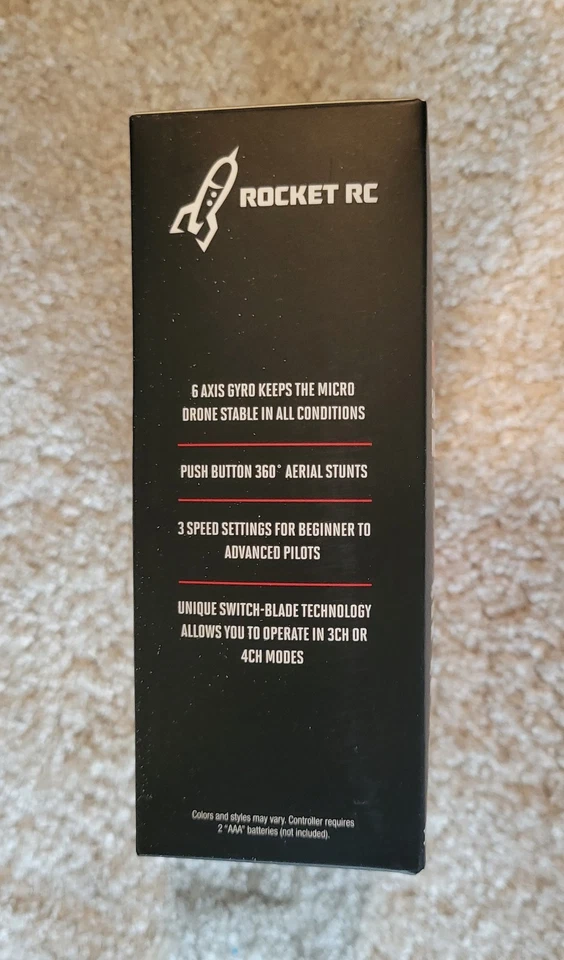 ROCKET RC
6 AXIS GYRO KEEPS THE MICRO
DRONE STABLE IN ALL CONDITIONS
PUSH BUTTON 360° AERIAL STUNTS
3 SPEED SETTINGS FOR BEGINNER TO
ADVANCED PILOTS
UNIQUE SWITCH-BLADE TECHNOLOGY
ALLOWS YOU TO OPERATE IN 3CH OR
4CH MODES
Colors and styles may vary. Controller requires
2 "AAA" batteries (not included).